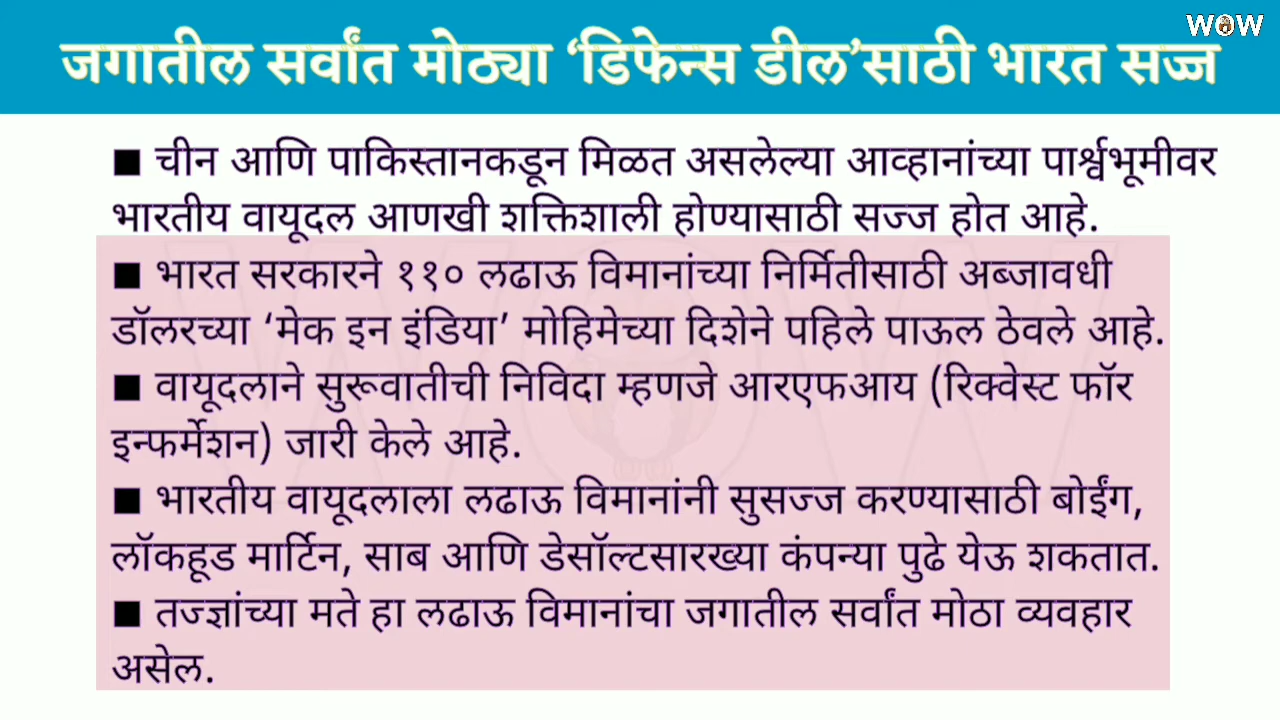 WOW
जगातील सर्वांत मोठ्या ‘डिफेन्स डील’साठी भारत सज्ज
■ चीन आणि पाकिस्तानकडून मिळत असलेल्या आव्हानांच्या पार्श्वभूमीवर
भारतीय वायूदल आणखी शक्तिशाली होण्यासाठी सज्ज होत आहे.
■ भारत सरकारने ११० लढाऊ विमानांच्या निर्मितीसाठी अब्जावधी
डॉलरच्या ‘मेक इन इंडिया’ मोहिमेच्या दिशेने पहिले पाऊल ठेवले आहे.
■ वायूदलाने सुरूवातीची निविदा म्हणजे आरएफआय (रिक्वेस्ट फॉर
इन्फर्मेशन) जारी केले आहे.
■ भारतीय वायूदलाला लढाऊ विमानांनी सुसज्ज करण्यासाठी बोईंग,
लॉकहूड मार्टिन, साब आणि डेसॉल्टसारख्या कंपन्या पुढे येऊ शकतात.
■ तज्ज्ञांच्या मते हा लढाऊ विमानांचा जगातील सर्वांत मोठा व्यवहार
असेल.